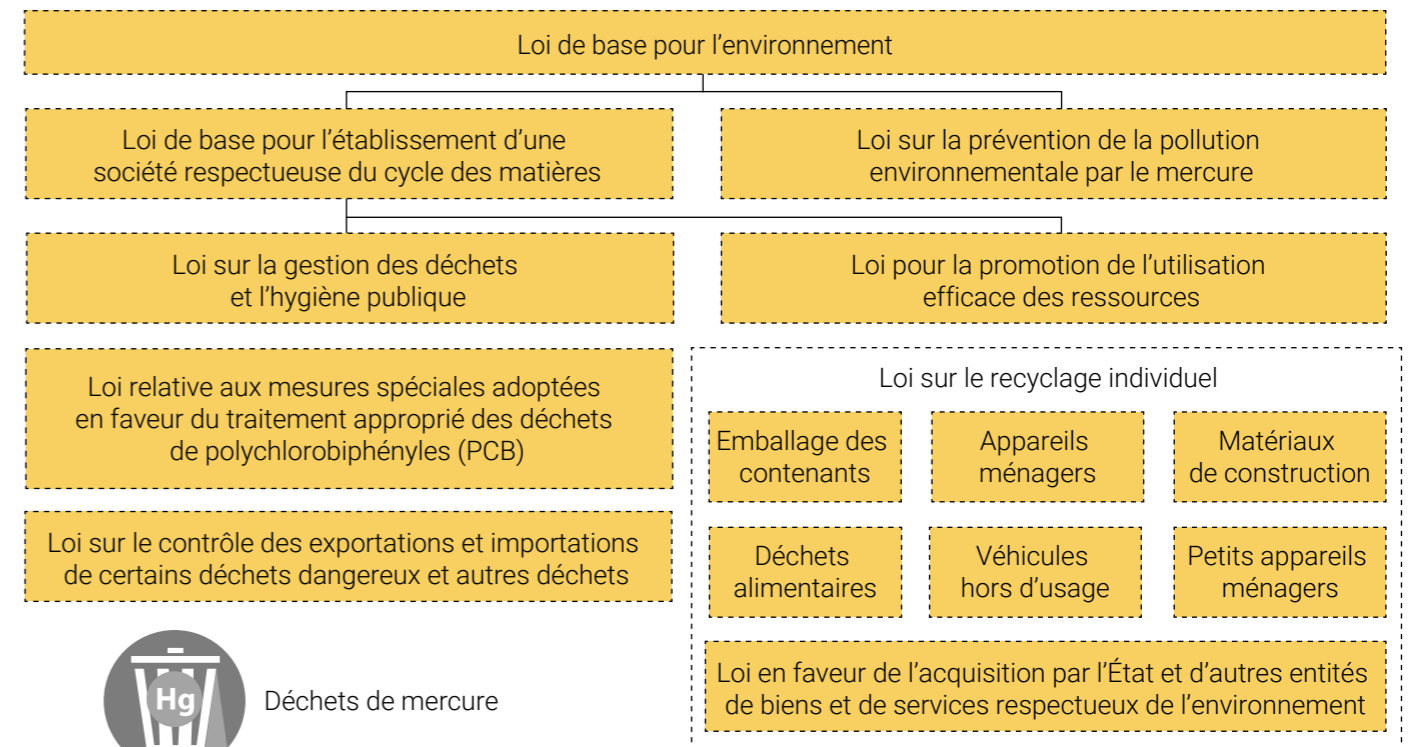 Loi de base pour l’environnement
Loi de base pour l’établissement d’une
société respectueuse du cycle des matières
Loi sur la prévention de la pollution
environnementale par le mercure
Loi sur la gestion des déchets
et l’hygiène publique
Loi pour la promotion de l’utilisation
efficace des ressources
Loi relative aux mesures spéciales adoptées
en faveur du traitement approprié des déchets
de polychlorobiphényles (PCB)
Loi sur le contrôle des exportations et importations
de certains déchets dangereux et autres déchets
Loi sur le recyclage individuel
Emballage des
contenants
Appareils
ménagers
Matériaux
de construction
Déchets
alimentaires
Véhicules
hors d’usage
Petits appareils
ménagers
Loi en faveur de l’acquisition par l’État et d’autres entités
de biens et de services respectueux de l’environnement
Hg
Déchets de mercure